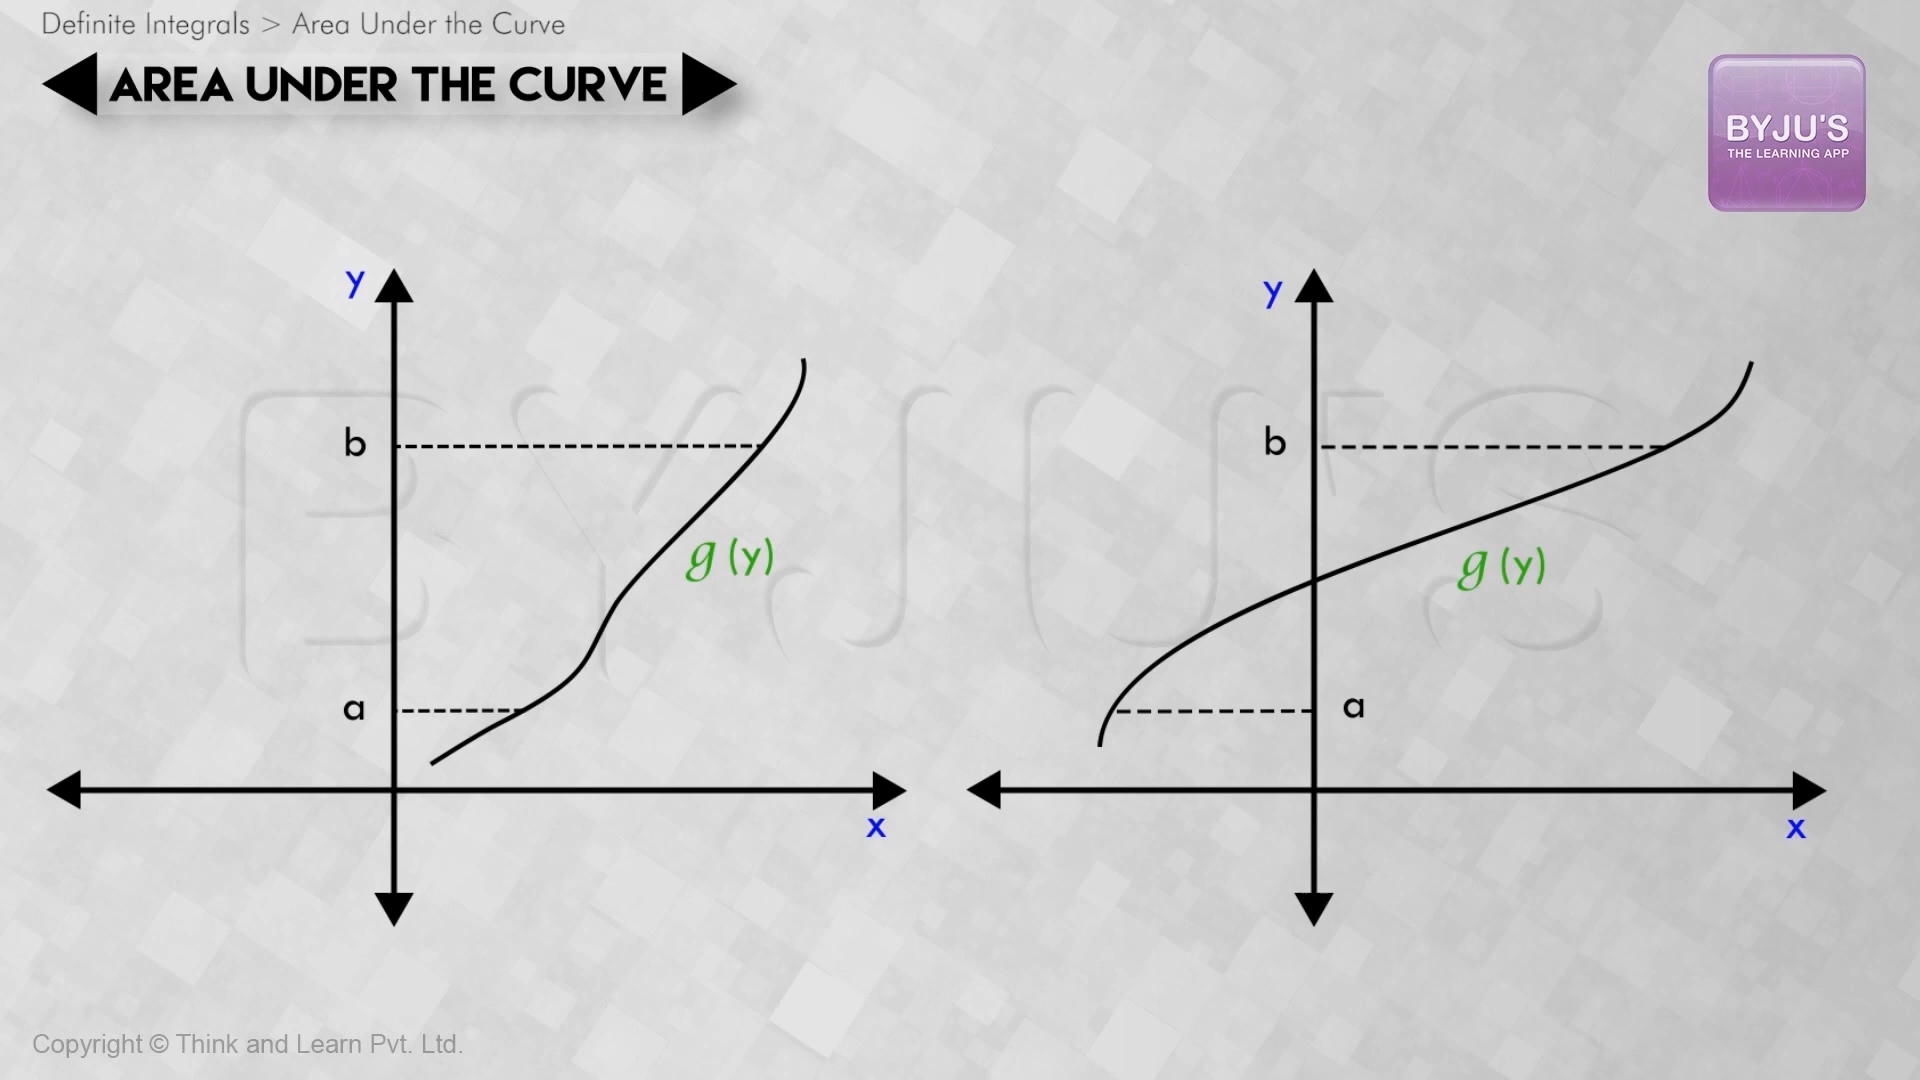 Definite Integrals > Area Under the Curve
AREA UNDER THE CURVE
BYJU'S
THE LEARNING APP
y
b
g (y)
a
x
y
b
g (y)
a
x
BYJU'S
Copyright © Think and Learn Pvt. Ltd.